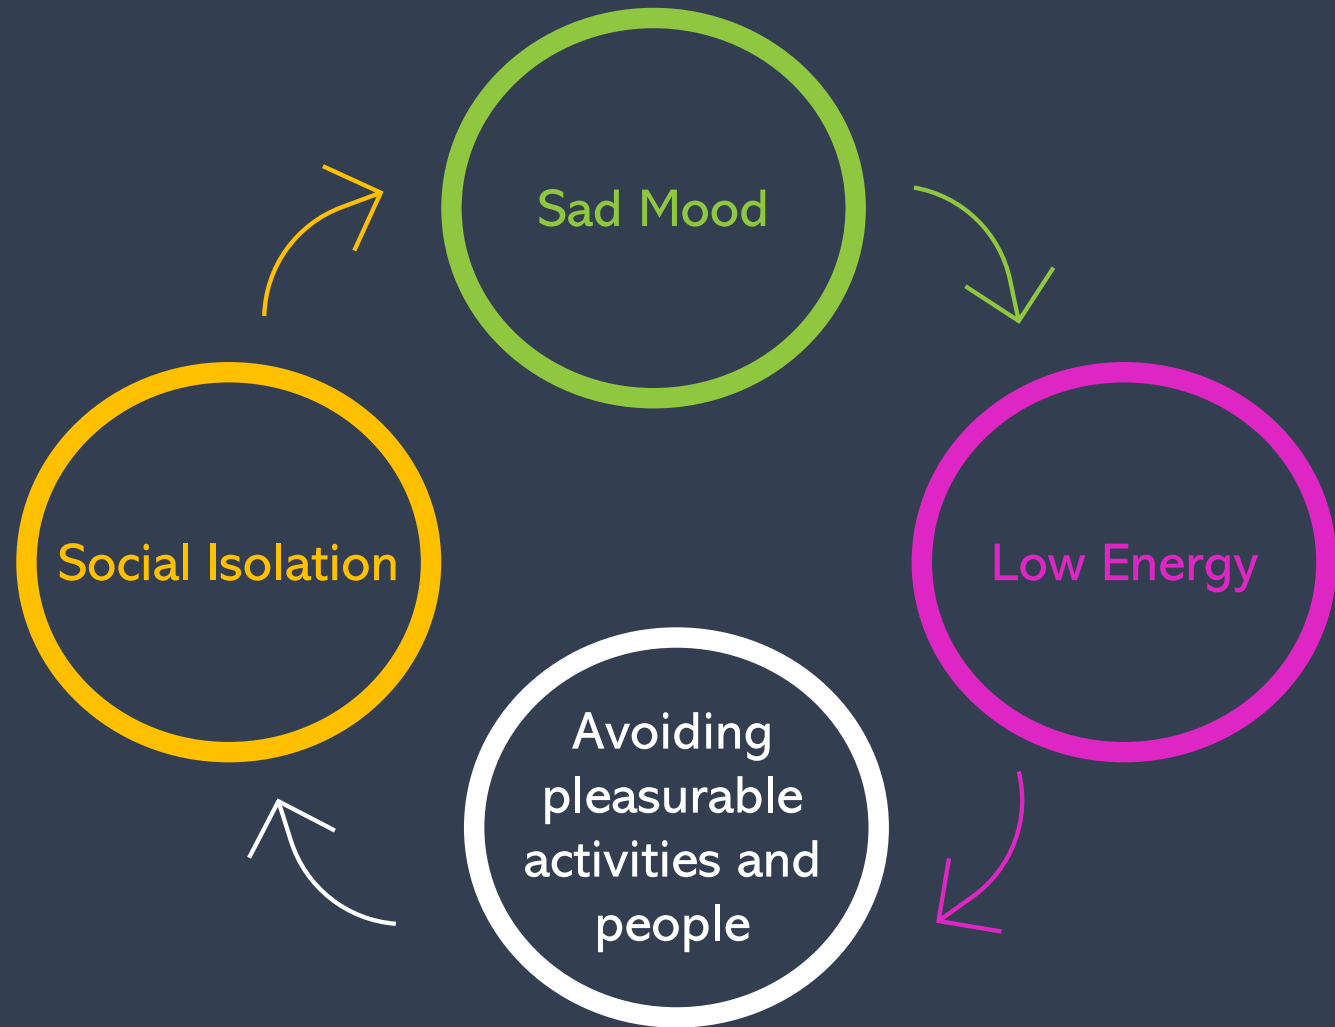 Sad Mood
Low Energy
Avoiding
pleasurable
activities and
people
Social Isolation